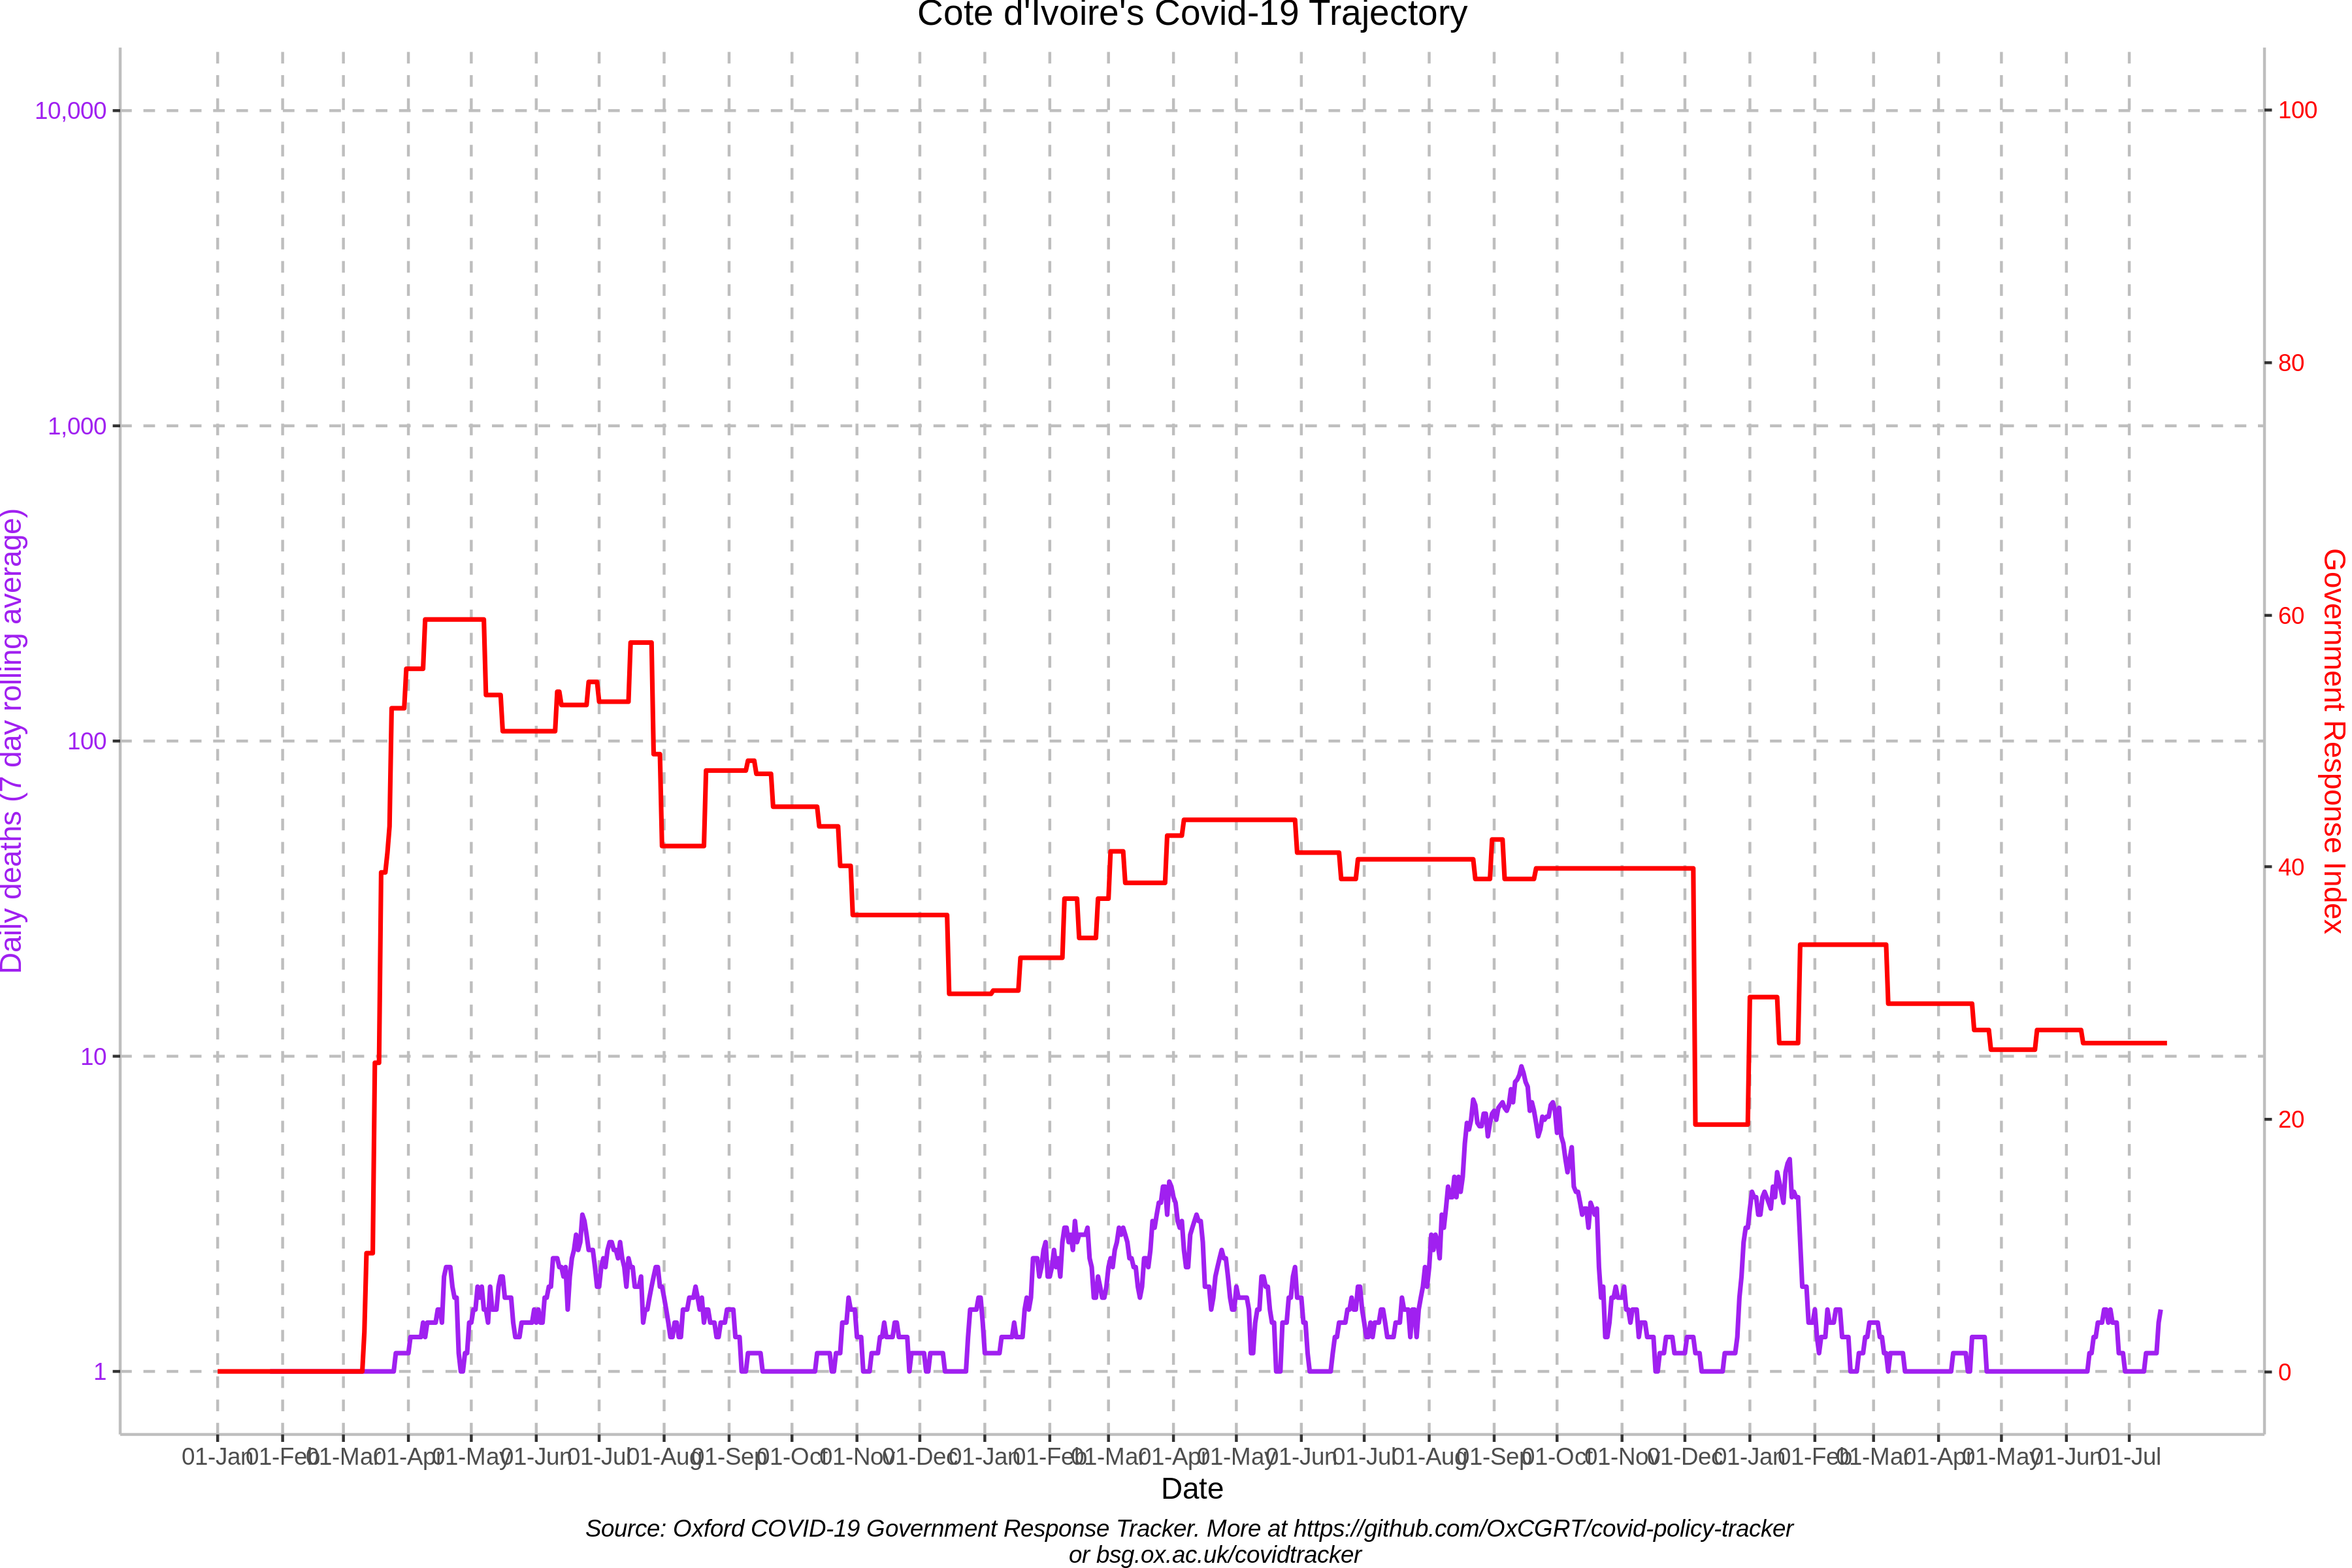 Cote d'Ivoire's Covid-19 Trajectory
10,000
1,000
100
10
1
Daily deaths (7 day rolling average)
100
80
60
40
20
0
Government Response Index
01-Jan 01-Feb 01-Mar 01-Apr 01-May 01-Jun 01-Jul 01-Aug 01-Sep 01-Oct 01-Nov 01-Dec 01-Jan 01-Feb 01-Mar 01-Apr 01-May 01-Jun 01-Jul 01-Aug 01-Sep 01-Oct 01-Nov 01-Dec 01-Jan 01-Feb 01-Mar 01-Apr 01-May 01-Jun 01-Jul
Date
Source: Oxford COVID-19 Government Response Tracker. More at https://github.com/OxCGRT/covid-policy-tracker
or bsg.ox.ac.uk/covidtracker